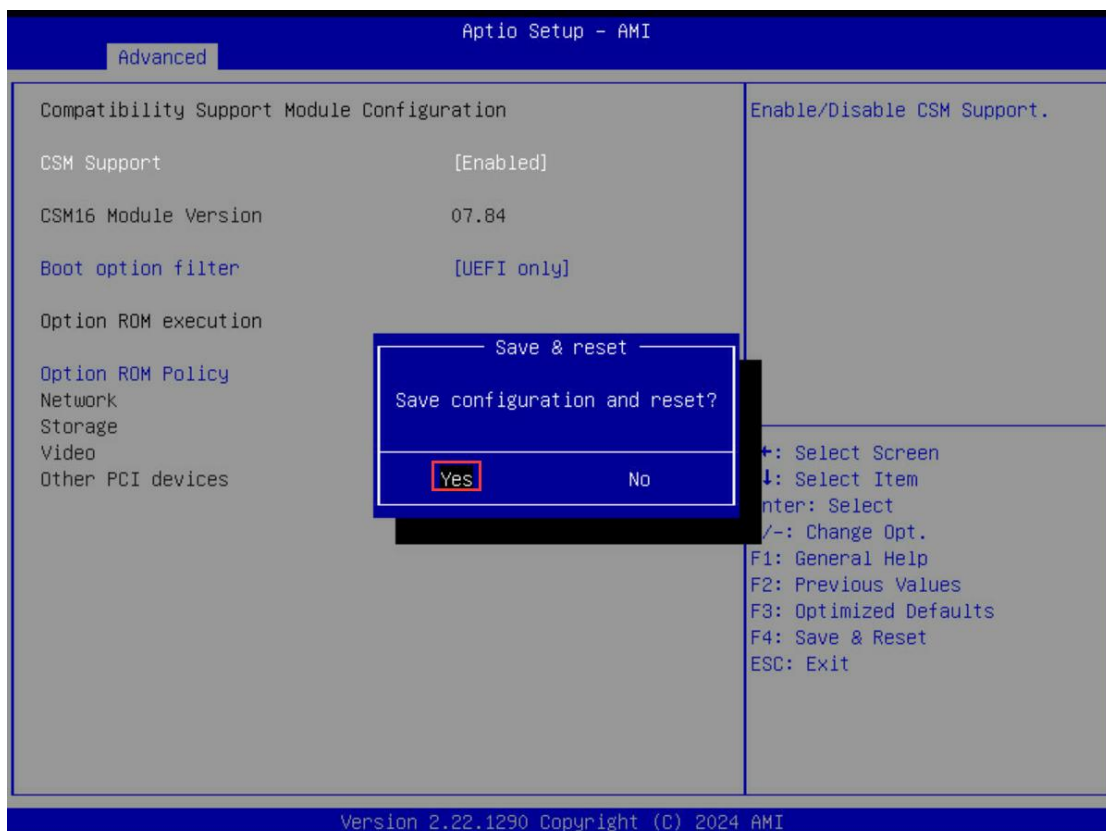 Aptio Setup – AMI
Advanced
Compatibility Support Module Configuration
CSM Support [Enabled]
CSM16 Module Version 07.84
Boot option filter [UEFI only]
Option ROM execution
Option ROM Policy
Network
Storage
Video
Other PCI devices
Save & reset
Save configuration and reset?
Yes No
Enable/Disable CSM Support.
←: Select Screen
↓: Select Item
nter: Select
/-: Change Opt.
F1: General Help
F2: Previous Values
F3: Optimized Defaults
F4: Save & Reset
ESC: Exit
Version 2.22.1290 Copyright (C) 2024 AMI